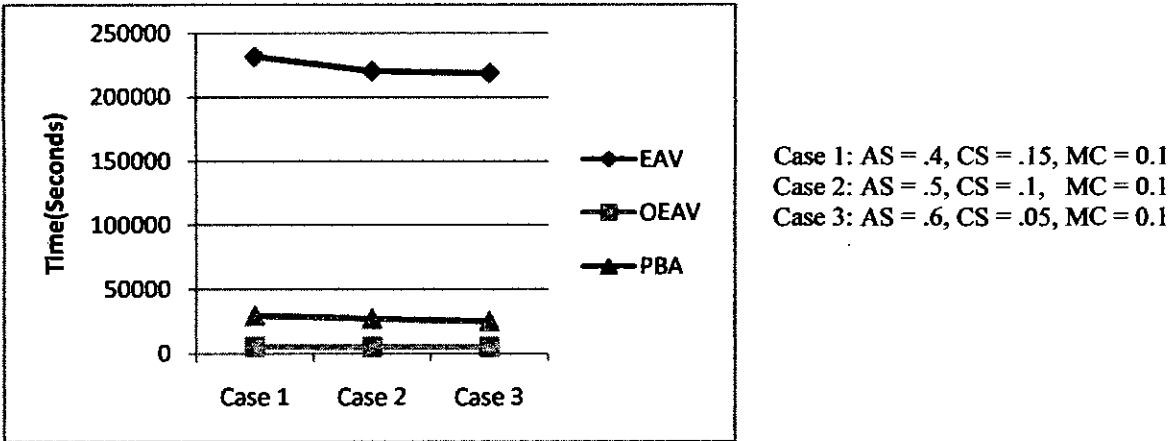 250000
200000
150000
100000
50000
0
Time(Seconds)
Case 1 Case 2 Case 3
EAV
OEAV
PBA
Case 1: AS = .4, CS = .15, MC = 0.1
Case 2: AS = .5, CS = .1, MC = 0.1
Case 3: AS = .6, CS = .05, MC = 0.1